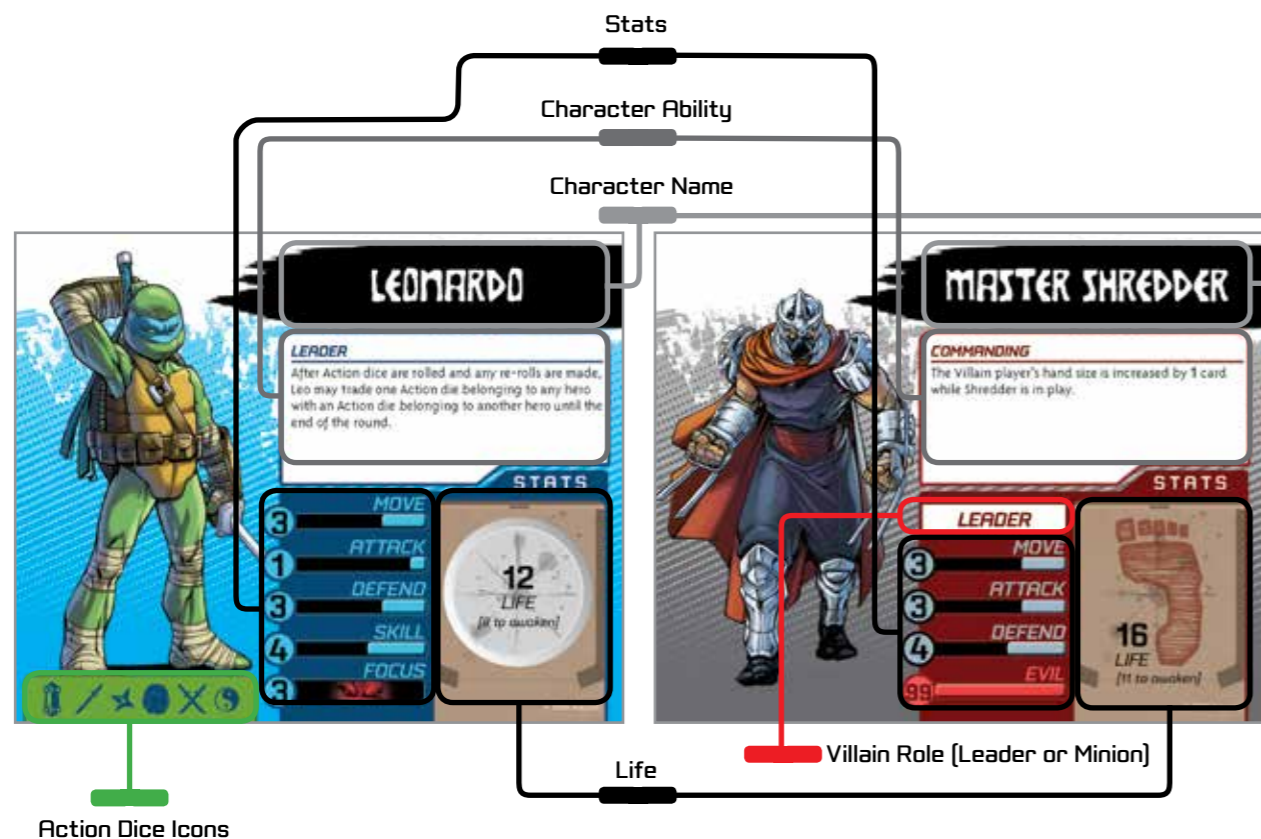 Stats
Character Ability
Character Name
LEONARDO
LEADER
After Action dice are rolled and any re-rolls are made,
Leo may trade one Action die belonging to any hero
with an Action die belonging to another hero until the
end of the round.
STATS
MOVE
3
ATTACK
1
DEFEND
3
SKILL
4
FOCUS
3
12
LIFE
[8 to awaken]
MASTER SHREDDER
COMMANDING
The Villain player's hand size is increased by 1 card
while Shredder is in play.
STATS
LEADER
MOVE
3
ATTACK
3
DEFEND
4
EVIL
99
16
LIFE
[11 to awaken]
Villain Role [Leader or Minion]
Life
Action Dice Icons